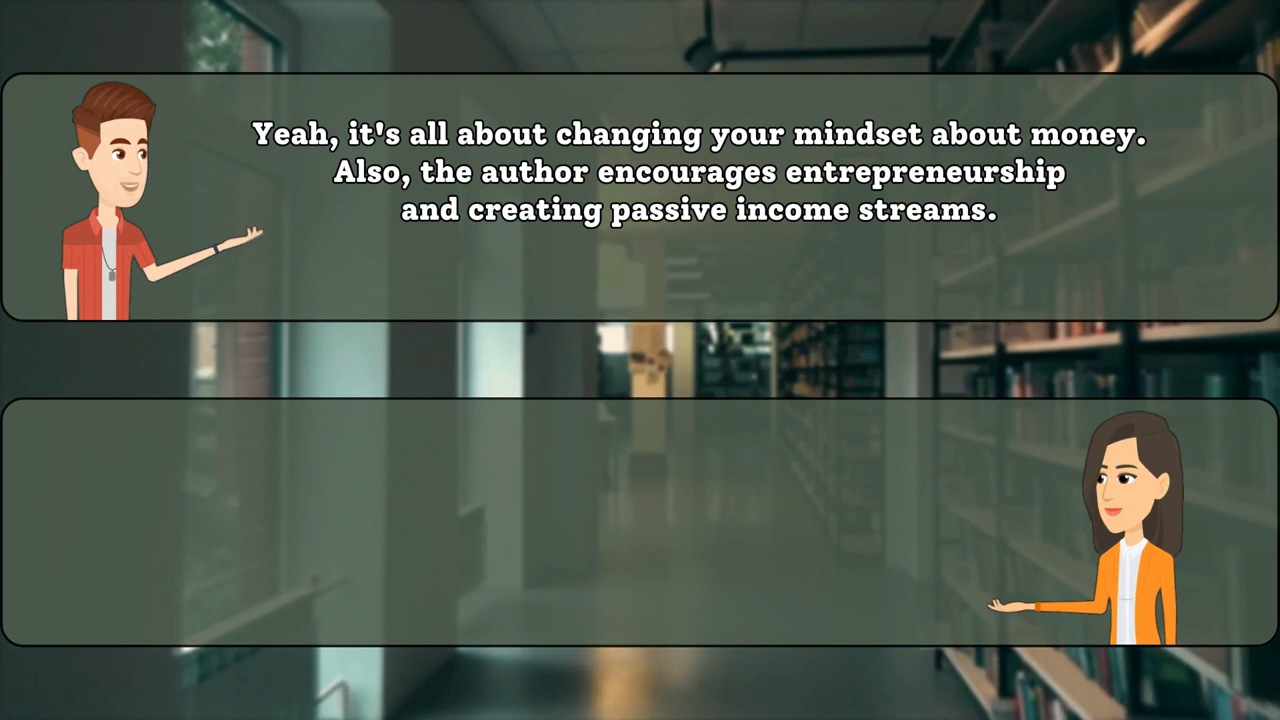 Yeah, it's all about changing your mindset about money.
Also, the author encourages entrepreneurship
and creating passive income streams.